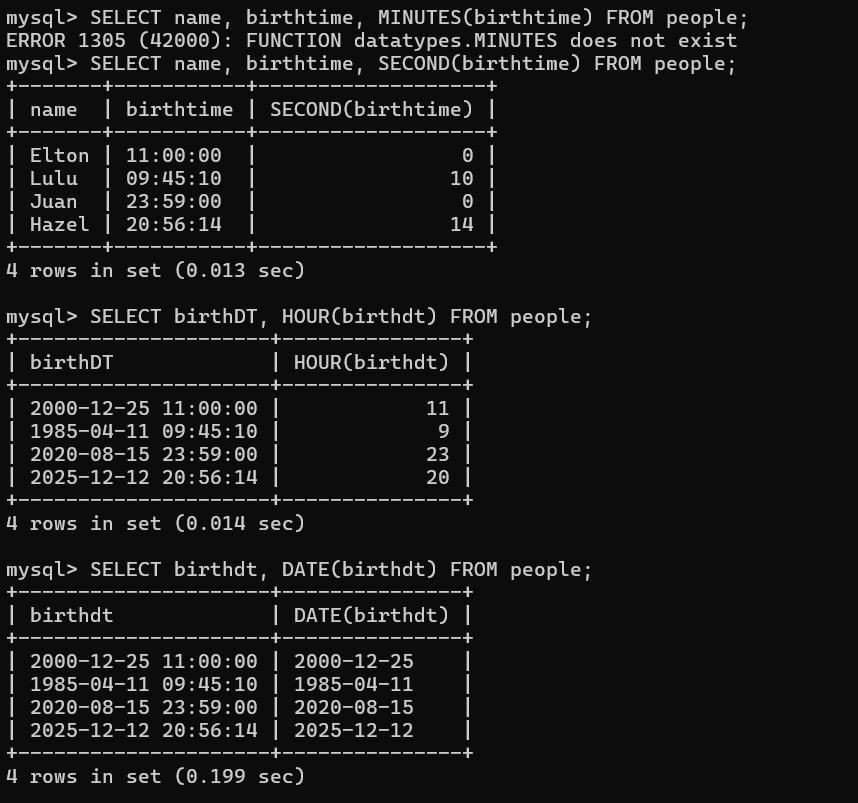 mysql> SELECT name, birthtime, MINUTES(birthtime) FROM people;
ERROR 1305 (42000): FUNCTION datatypes.MINUTES does not exist
mysql> SELECT name, birthtime, SECOND(birthtime) FROM people;
+-------+-----------+-------------------+
| name  | birthtime | SECOND(birthtime) |
+-------+-----------+-------------------+
| Elton | 11:00:00  |                 0 |
| Lulu  | 09:45:10  |                10 |
| Juan  | 23:59:00  |                 0 |
| Hazel | 20:56:14  |                14 |
+-------+-----------+-------------------+
4 rows in set (0.013 sec)

mysql> SELECT birthDT, HOUR(birthdt) FROM people;
+---------------------+---------------+
| birthDT             | HOUR(birthdt) |
+---------------------+---------------+
| 2000-12-25 11:00:00 |            11 |
| 1985-04-11 09:45:10 |             9 |
| 2020-08-15 23:59:00 |            23 |
| 2025-12-12 20:56:14 |            20 |
+---------------------+---------------+
4 rows in set (0.014 sec)

mysql> SELECT birthdt, DATE(birthdt) FROM people;
+---------------------+---------------+
| birthdt             | DATE(birthdt) |
+---------------------+---------------+
| 2000-12-25 11:00:00 | 2000-12-25    |
| 1985-04-11 09:45:10 | 1985-04-11    |
| 2020-08-15 23:59:00 | 2020-08-15    |
| 2025-12-12 20:56:14 | 2025-12-12    |
+---------------------+---------------+
4 rows in set (0.199 sec)